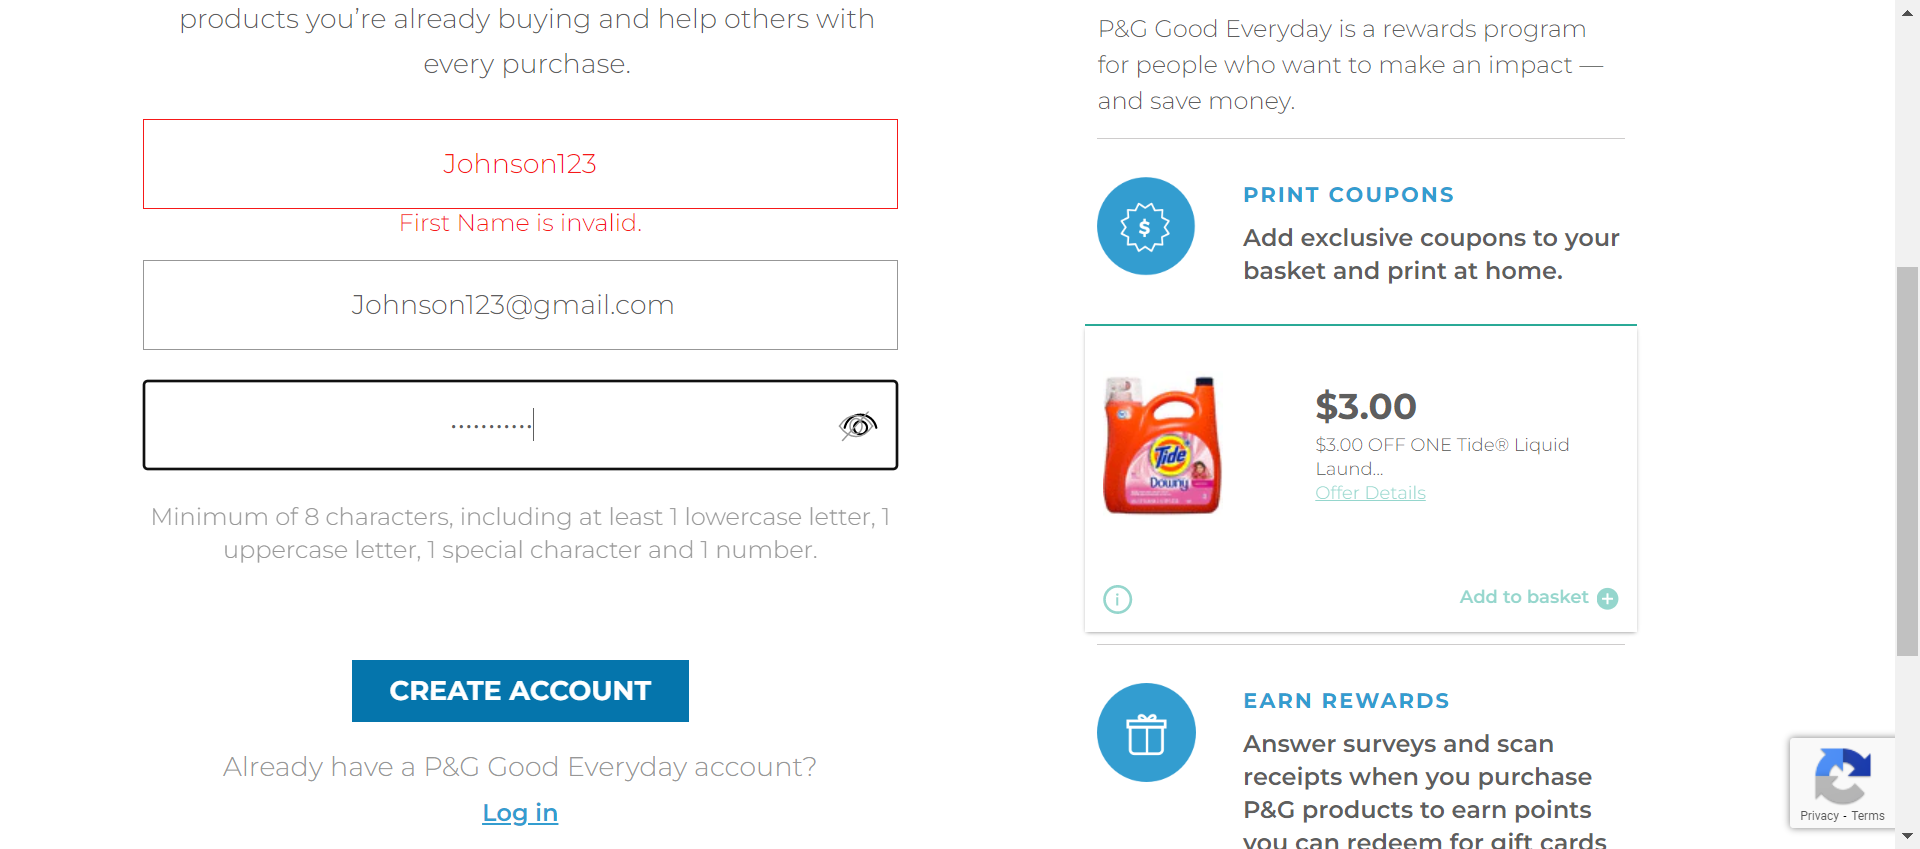 products you’re already buying and help others with
every purchase.
Johnson123
First Name is invalid.
Johnson123@gmail.com
...........
Minimum of 8 characters, including at least 1 lowercase letter, 1
uppercase letter, 1 special character and 1 number.
CREATE ACCOUNT
Already have a P&G Good Everyday account?
Log in
P&G Good Everyday is a rewards program
for people who want to make an impact —
and save money.
PRINT COUPONS
Add exclusive coupons to your
basket and print at home.
Tide
Downy
$3.00
$3.00 OFF ONE Tide® Liquid
Laund...
Offer Details
Add to basket
EARN REWARDS
Answer surveys and scan
receipts when you purchase
P&G products to earn points
you can redeem for gift cards
Privacy - Terms